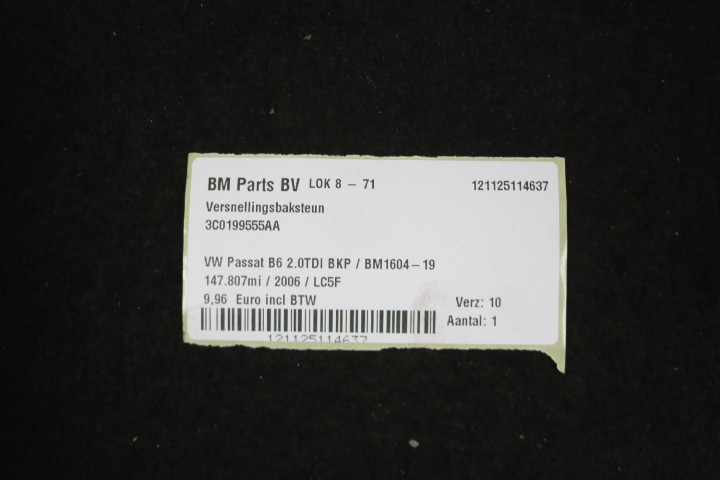 BM Parts BV LOK 8 – 71 121125114637
Versnellingsbaksteun
3C0199555AA
VW Passat B6 2.0TDI BKP / BM1604-19
147.807mi / 2006 / LC5F
9,96 Euro incl BTW Verz: 10
Aantal: 1
121125114637